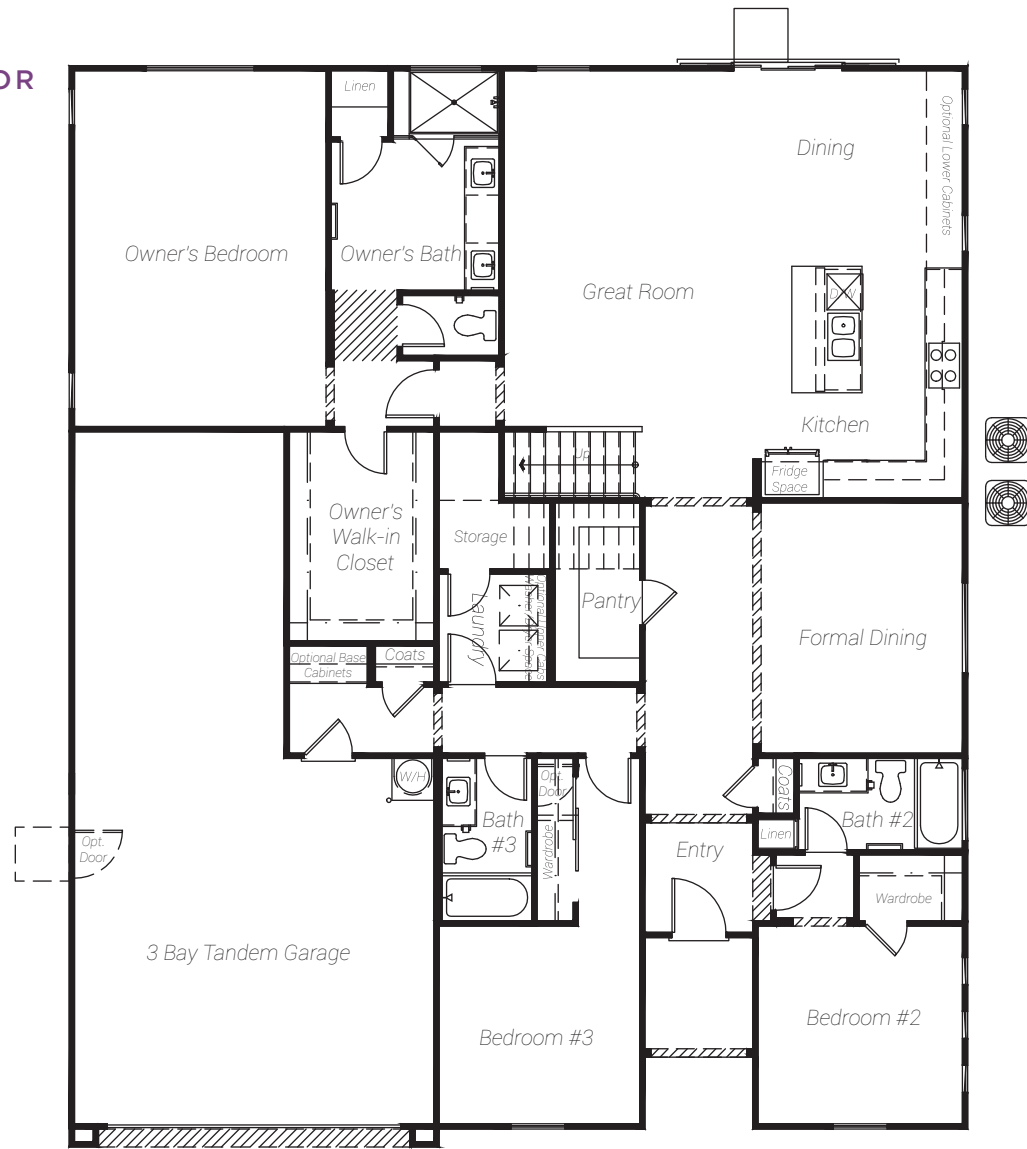 OR
Linen
Dining
Optional Lower Cabinets
Owner's Bedroom
Owner's Bath
Great Room
D/W
Kitchen
Up
Fridge
Space
Owner's
Walk-in
Closet
Storage
Laundry
Pantry
Formal Dining
Optional Base
Cabinets
Coats
W/H
Opt.
Door
Bath
#3
Opt.
Door
Wardrobe
Coats
Linen
Bath #2
Entry
Wardrobe
3 Bay Tandem Garage
Bedroom #3
Bedroom #2